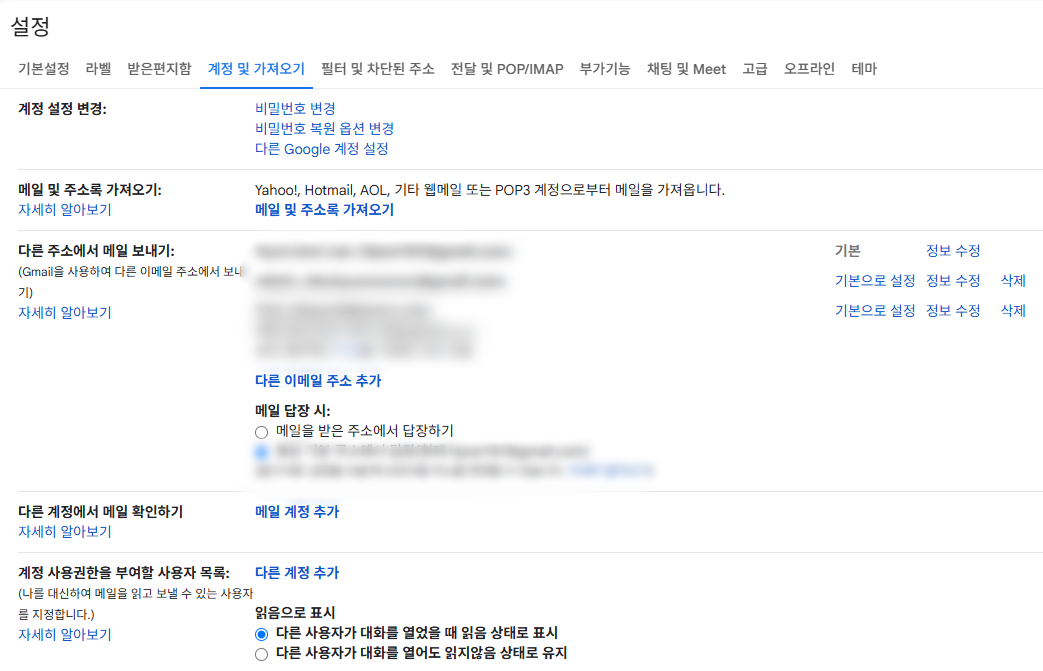 설정
기본설정 라벨 받은편지함 계정 및 가져오기 필터 및 차단된 주소 전달 및 POP/IMAP 부가기능 채팅 및 Meet 고급 오프라인 테마
계정 설정 변경:
비밀번호 변경
비밀번호 복원 옵션 변경
다른 Google 계정 설정
메일 및 주소록 가져오기:
자세히 알아보기
Yahoo!, Hotmail, AOL, 기타 웹메일 또는 POP3 계정으로부터 메일을 가져옵니다.
메일 및 주소록 가져오기
다른 주소에서 메일 보내기:
(Gmail을 사용하여 다른 이메일 주소에서 보내
기)
자세히 알아보기
기본 정보 수정
기본으로 설정 정보 수정 삭제
기본으로 설정 정보 수정 삭제
다른 이메일 주소 추가
메일 답장 시:
메일을 받은 주소에서 답장하기
다른 계정에서 메일 확인하기
자세히 알아보기
메일 계정 추가
계정 사용권한을 부여할 사용자 목록:
(나를 대신하여 메일을 읽고 보낼 수 있는 사용자
를 지정합니다.)
자세히 알아보기
다른 계정 추가
읽음으로 표시
다른 사용자가 대화를 열었을 때 읽음 상태로 표시
다른 사용자가 대화를 열어도 읽지않음 상태로 유지